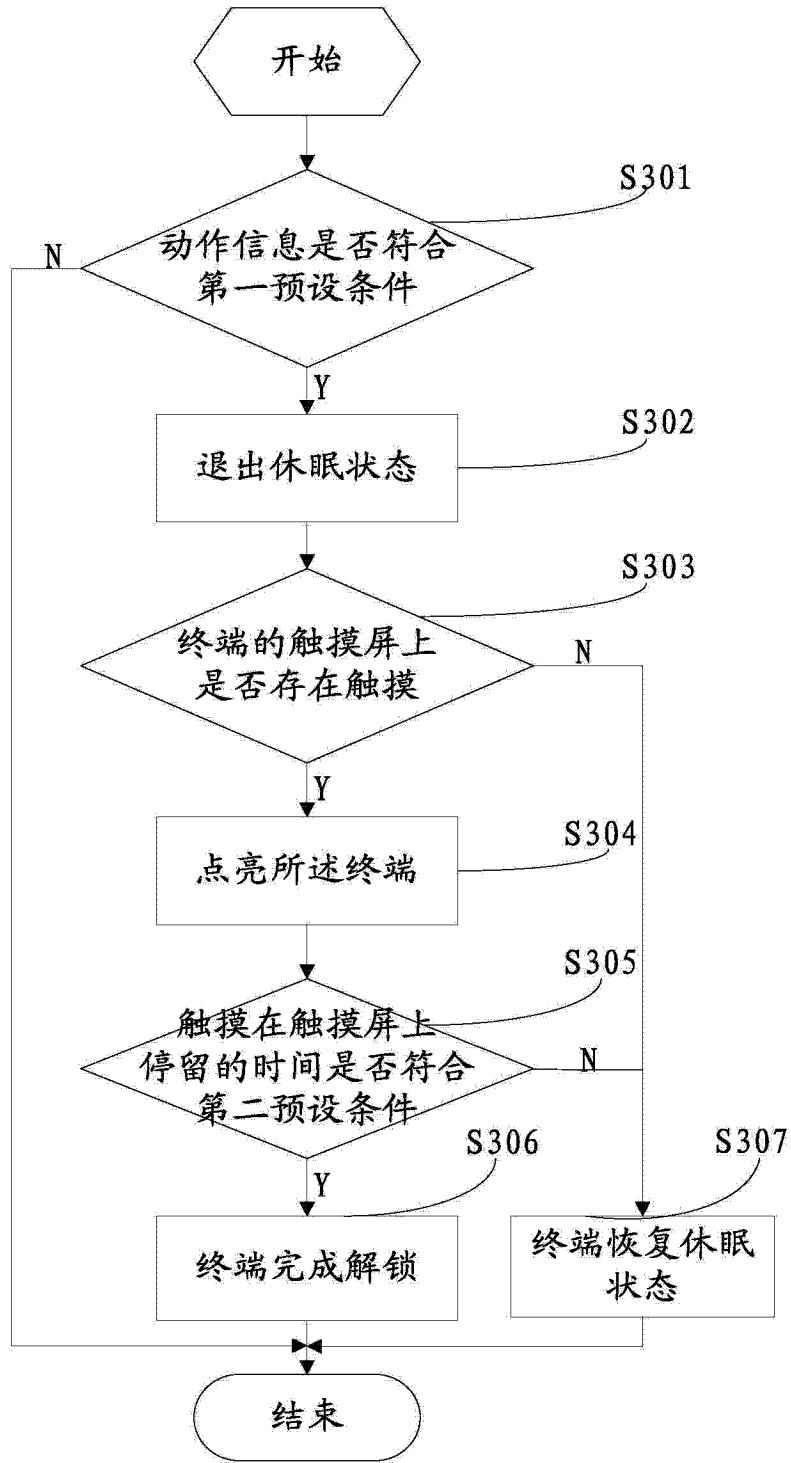 开始
S301
N
动作信息是否符合
第一预设条件
Y
S302
退出休眠状态
S303
终端的触摸屏上
是否存在触摸
N
Y
S304
点亮所述终端
S305
触摸在触摸屏上
停留的时间是否符合
第二预设条件
N
Y
S306
S307
终端完成解锁
终端恢复休眠
状态
结束